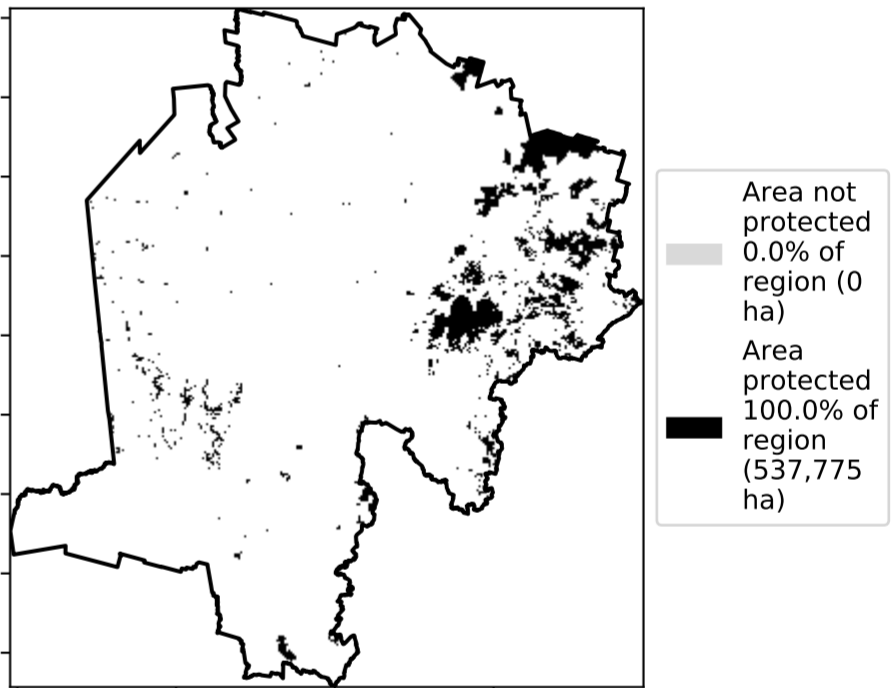 Area not
protected
0.0% of
region (0
ha)
Area
protected
100.0% of
region
(537,775
ha)